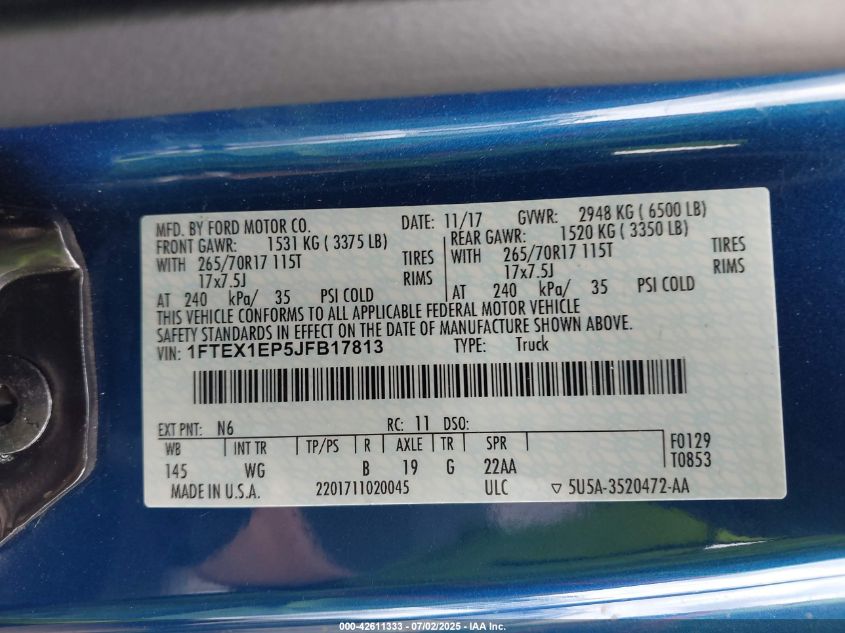 MFD. BY FORD MOTOR CO. DATE: 11/17 GVWR: 2948 KG ( 6500 LB)
FRONT GAWR: 1531 KG ( 3375 LB) REAR GAWR: 1520 KG ( 3350 LB)
WITH 265/70R17 115T TIRES WITH 265/70R17 115T TIRES
17x7.5J RIMS 17x7.5J RIMS
AT 240 kPa/ 35 PSI COLD AT 240 kPa/ 35 PSI COLD
THIS VEHICLE CONFORMS TO ALL APPLICABLE FEDERAL MOTOR VEHICLE
SAFETY STANDARDS IN EFFECT ON THE DATE OF MANUFACTURE SHOWN ABOVE.
VIN: 1FTEX1EP5JFB17813 TYPE: Truck
EXT PNT: N6 RC: 11 DSO:
WB INT TR TP/PS R AXLE TR SPR F0129
145 WG B 19 G 22AA T0853
MADE IN U.S.A. 2201711020045 ULC ▽ 5U5A-3520472-AA
000-42611333 - 07/02/2025 - IAA Inc.